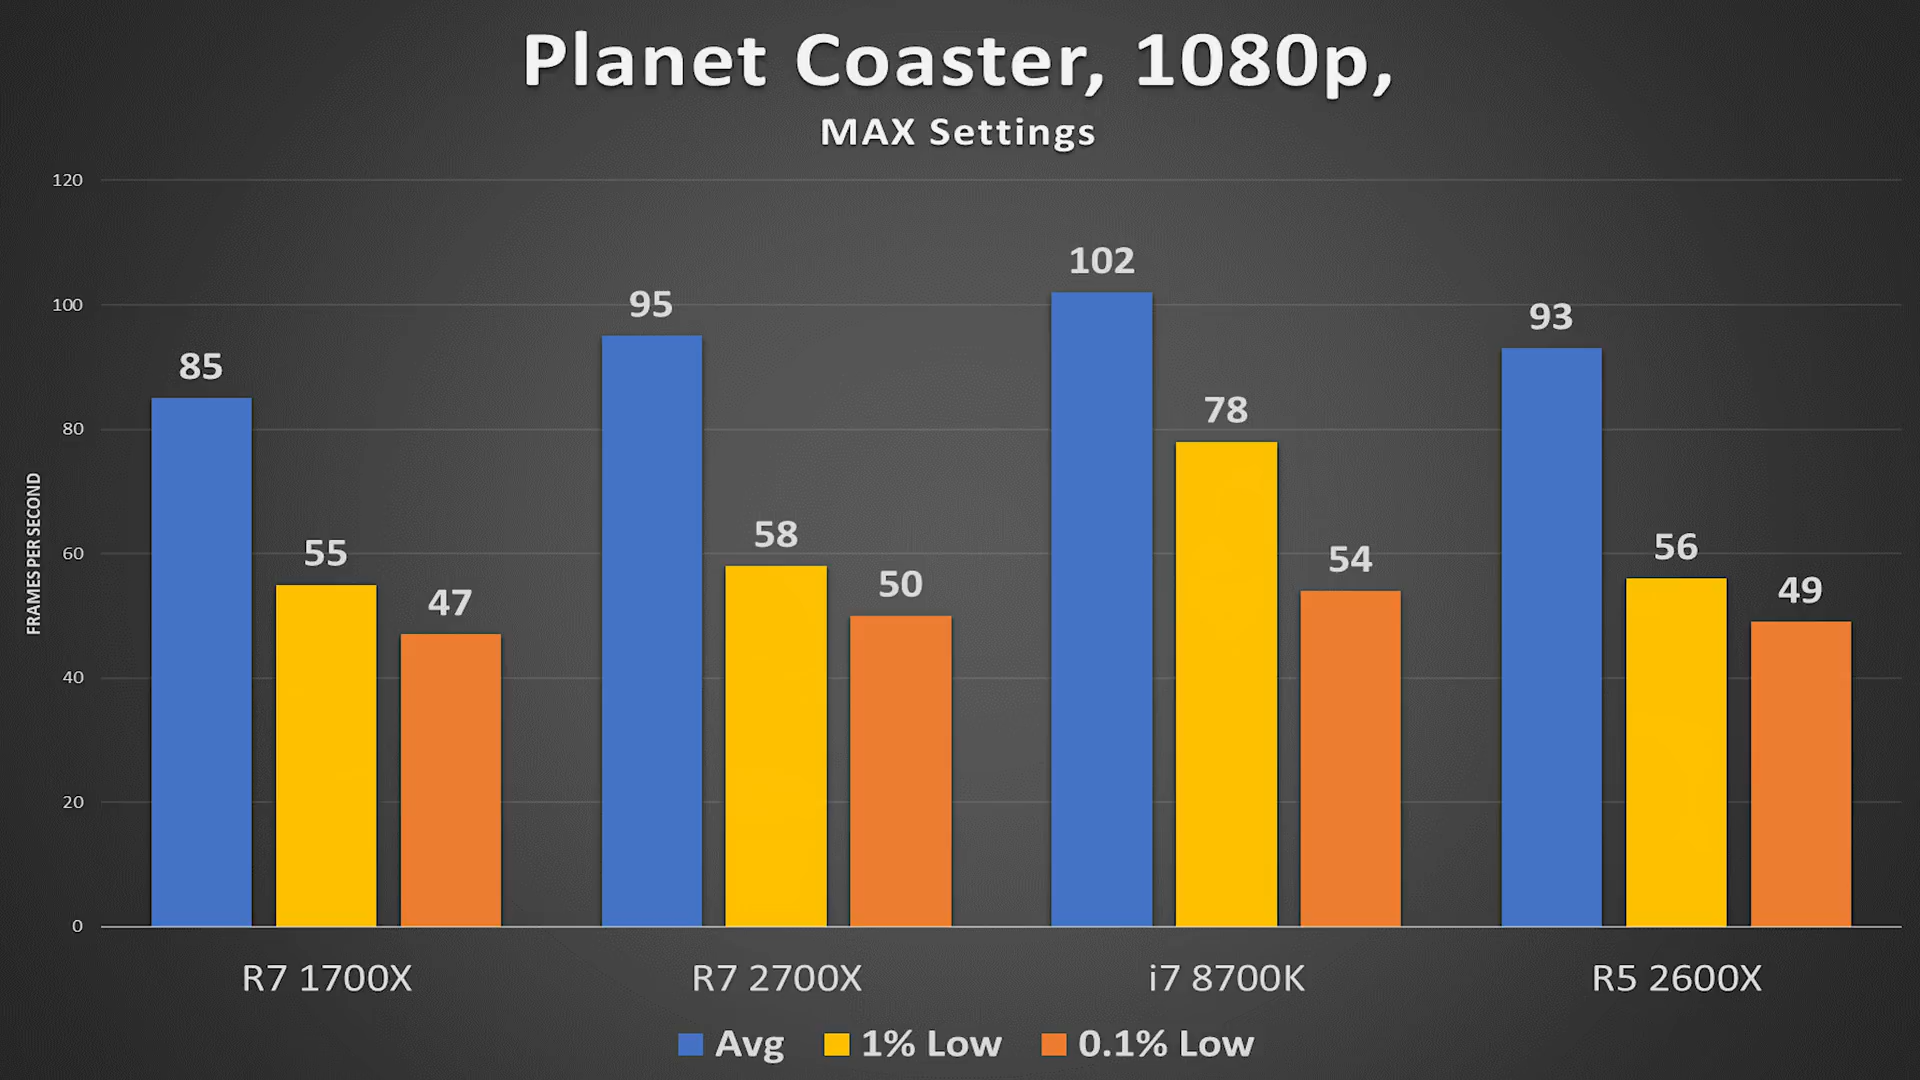 Planet Coaster, 1080p,
MAX Settings
FRAMES PER SECOND
120
100
80
60
40
20
0
85
55
47
95
58
50
102
78
54
93
56
49
R7 1700X
R7 2700X
i7 8700K
R5 2600X
Avg
1% Low
0.1% Low